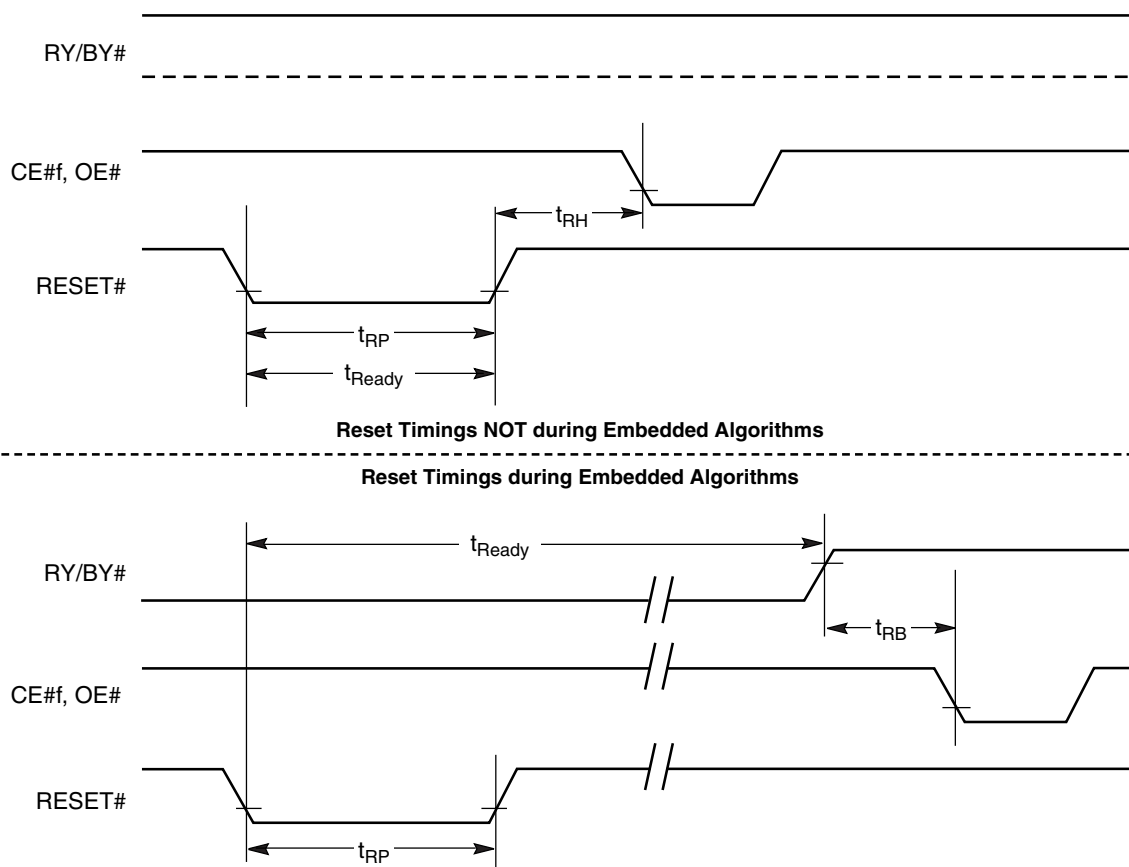 RY/BY#
CE#f, OE#
tRH
RESET#
tRP
tReady
Reset Timings NOT during Embedded Algorithms
Reset Timings during Embedded Algorithms
tReady
RY/BY#
tRB
CE#f, OE#
RESET#
tRP